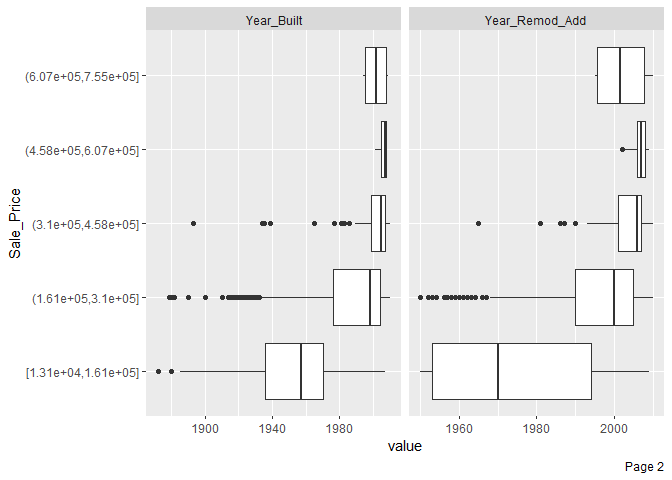 Year_Built
Year_Remod_Add
Sale_Price
(6.07e+05,7.55e+05]
(4.58e+05,6.07e+05]
(3.1e+05,4.58e+05]
(1.61e+05,3.1e+05]
[1.31e+04,1.61e+05]
1900 1940 1980
1960 1980 2000
value
Page 2